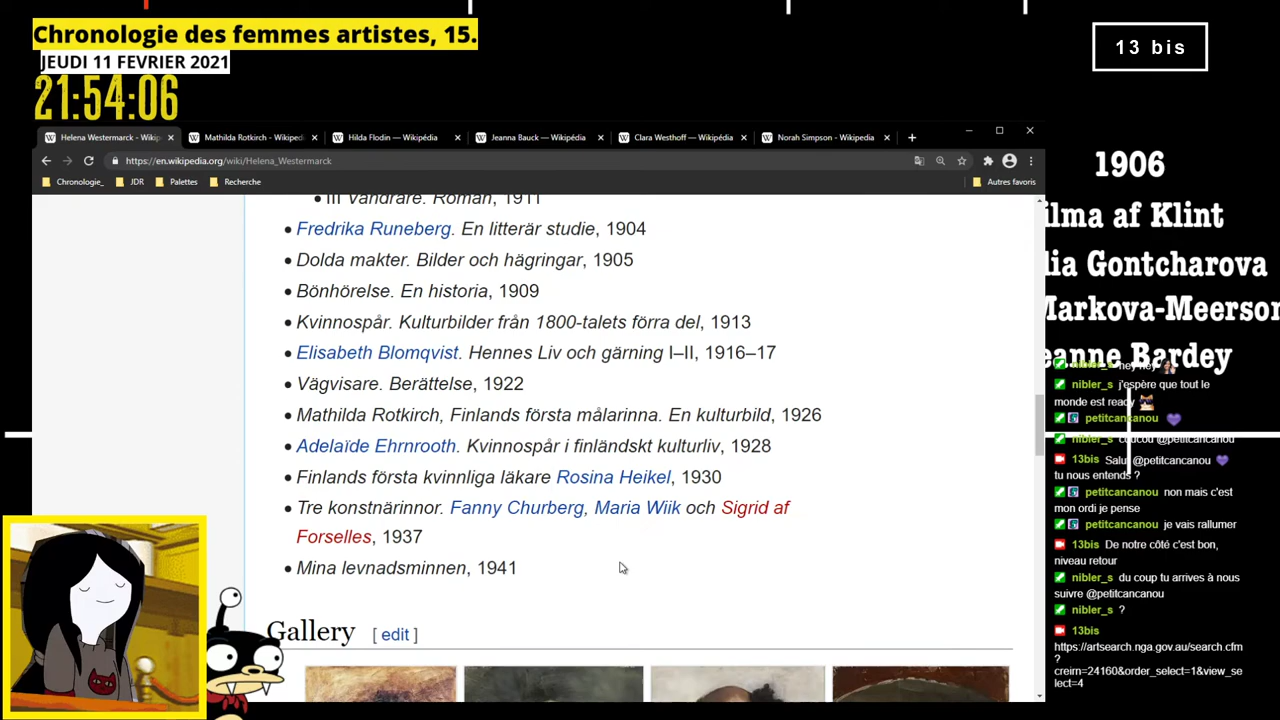 Chronologie des femmes artistes, 15.
JEUDI 11 FEVRIER 2021
21:54:06
13 bis
Helena Westermarck - Wikip
Mathilda Rotkirch - Wikiped
Hilda Flodin — Wikipédia
Jeanna Bauck — Wikipédia
Clara Westhoff — Wikipédia
Norah Simpson - Wikipedia
https://en.wikipedia.org/wiki/Helena_Westermarck
Chronologie_
JDR
Palettes
Recherche
Autres favoris
III Vandrare. Roman, 1911
Fredrika Runeberg. En litterär studie, 1904
Dolda makter. Bilder och hägringar, 1905
Bönhörelse. En historia, 1909
Kvinnospår. Kulturbilder från 1800-talets förra del, 1913
Elisabeth Blomqvist. Hennes Liv och gärning I–II, 1916–17
Vägvisare. Berättelse, 1922
Mathilda Rotkirch, Finlands första målarinna. En kulturbild, 1926
Adelaïde Ehrnrooth. Kvinnospår i finländskt kulturliv, 1928
Finlands första kvinnliga läkare Rosina Heikel, 1930
Tre konstnärinnor. Fanny Churberg, Maria Wiik och Sigrid af
Forselles, 1937
Mina levnadsminnen, 1941
Gallery [ edit ]
1906
ilma af Klint
lia Gontcharova
Markova-Meerson
eanne Bardey
nibler_s hey hey
nibler_s j'espère que tout le
monde est ready
petitcancanou
nibler_s coucou @petitcancanou
13bis Salut @petitcancanou
tu nous entends ?
petitcancanou non mais c'est
mon ordi je pense
petitcancanou je vais rallumer
13bis De notre côté c'est bon,
niveau retour
nibler_s du coup tu arrives à nous
suivre @petitcancanou
nibler_s ?
13bis
https://artsearch.nga.gov.au/search.cfm
?
creirn=24160&order_select=1&view_se
lect=4